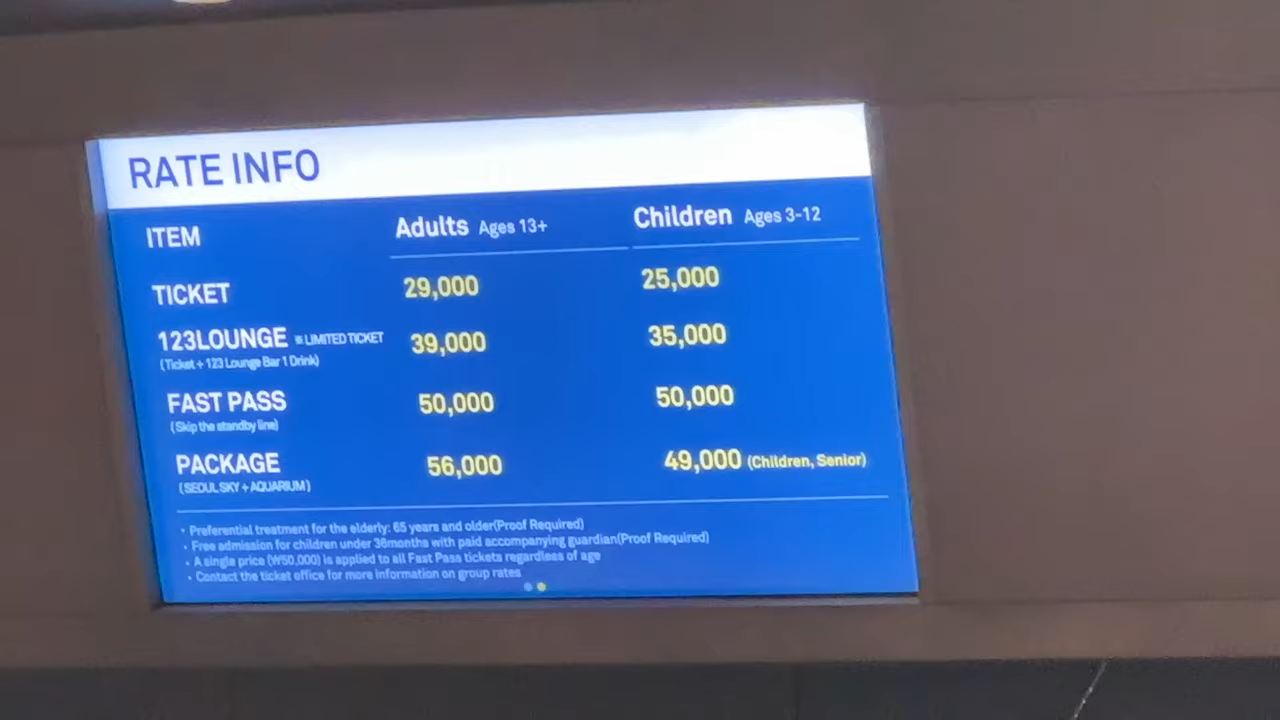 RATE INFO
ITEM Adults Ages 13+ Children Ages 3-12
TICKET 29,000 25,000
123LOUNGE ※ LIMITED TICKET 39,000 35,000
(Ticket + 123 Lounge Bar 1 Drink)
FAST PASS 50,000 50,000
(Skip the standby line)
PACKAGE 56,000 49,000 (Children, Senior)
(SEOUL SKY + AQUARIUM)
• Preferential treatment for the elderly: 65 years and older(Proof Required)
• Free admission for children under 36months with paid accompanying guardian(Proof Required)
• A single price (₩50,000) is applied to all Fast Pass tickets regardless of age
• Contact the ticket office for more information on group rates